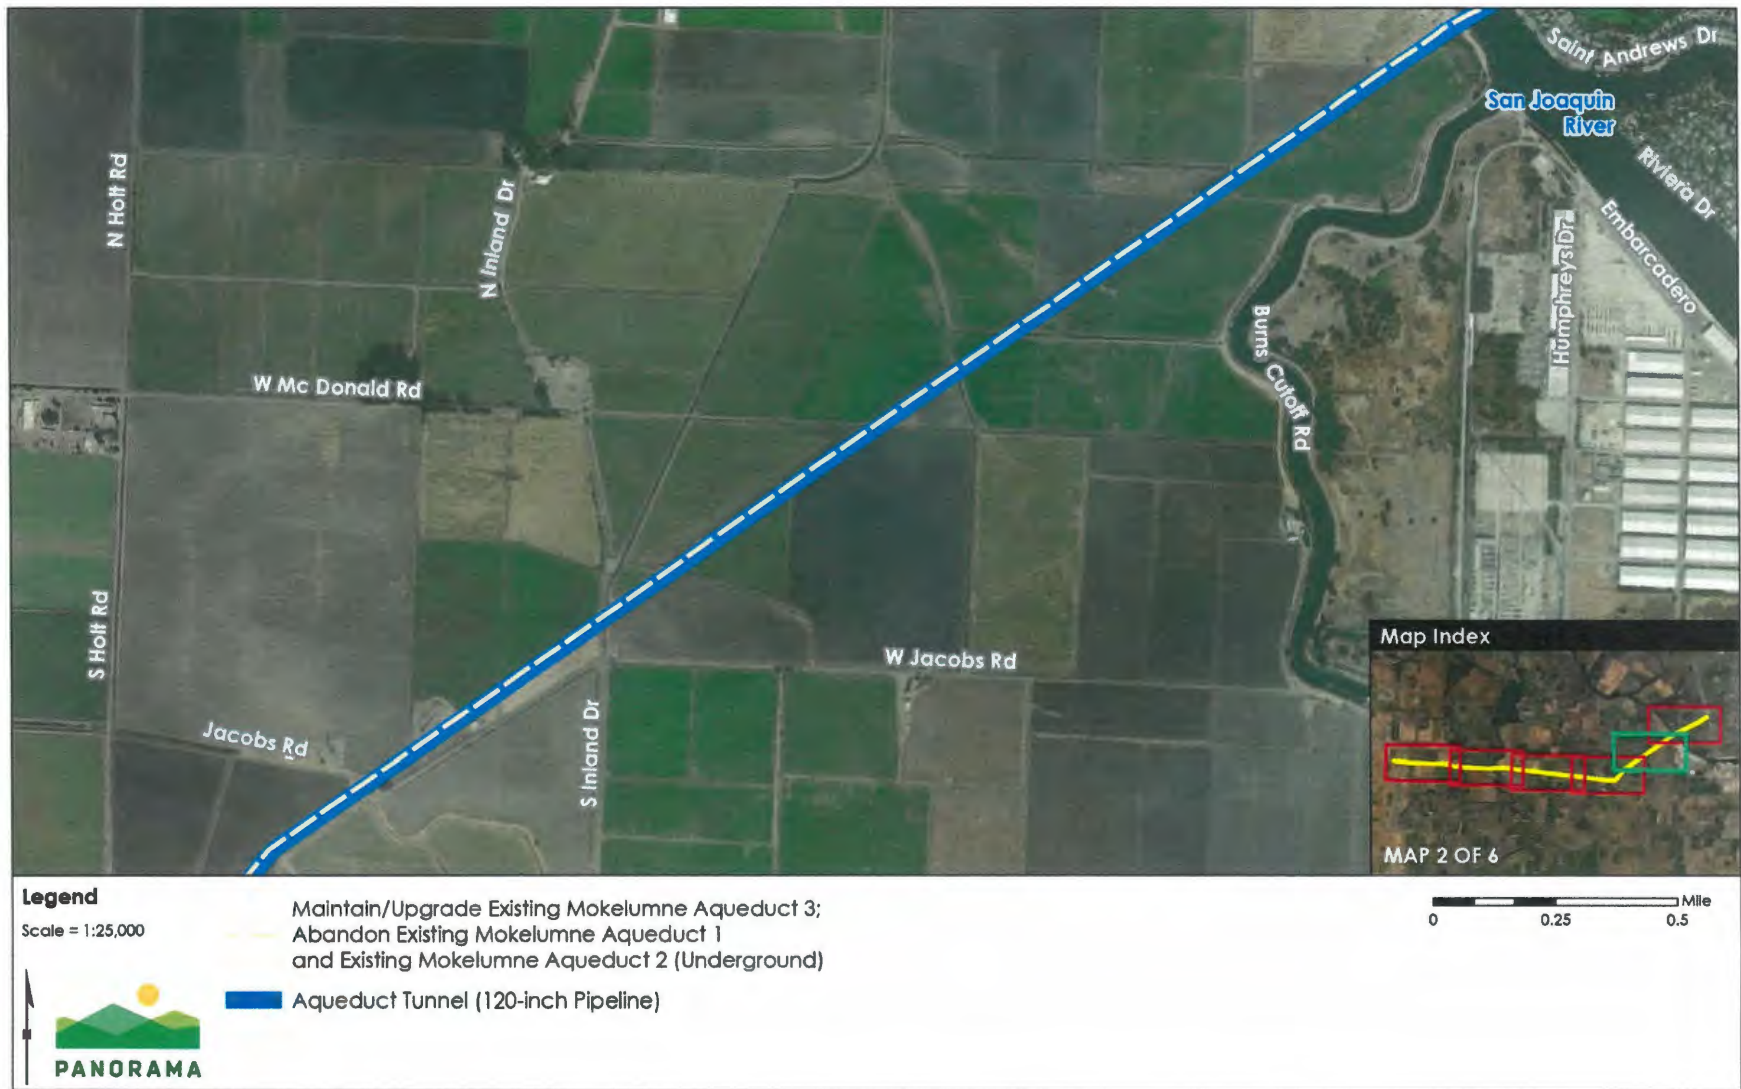 Saint Andrews Dr
San Joaquin
River
Riviera Dr
Embarcadero
Humphreys Dr
N Holt Rd
N Inland Dr
Burns Cutoff Rd
W Mc Donald Rd
S Holt Rd
W Jacobs Rd
Jacobs Rd
S Inland Dr
Map Index
MAP 2 OF 6
Legend
Scale = 1:25,000
Maintain/Upgrade Existing Mokelumne Aqueduct 3;
Abandon Existing Mokelumne Aqueduct 1
and Existing Mokelumne Aqueduct 2 (Underground)
Aqueduct Tunnel (120-inch Pipeline)
Mile
0 0.25 0.5
PANORAMA